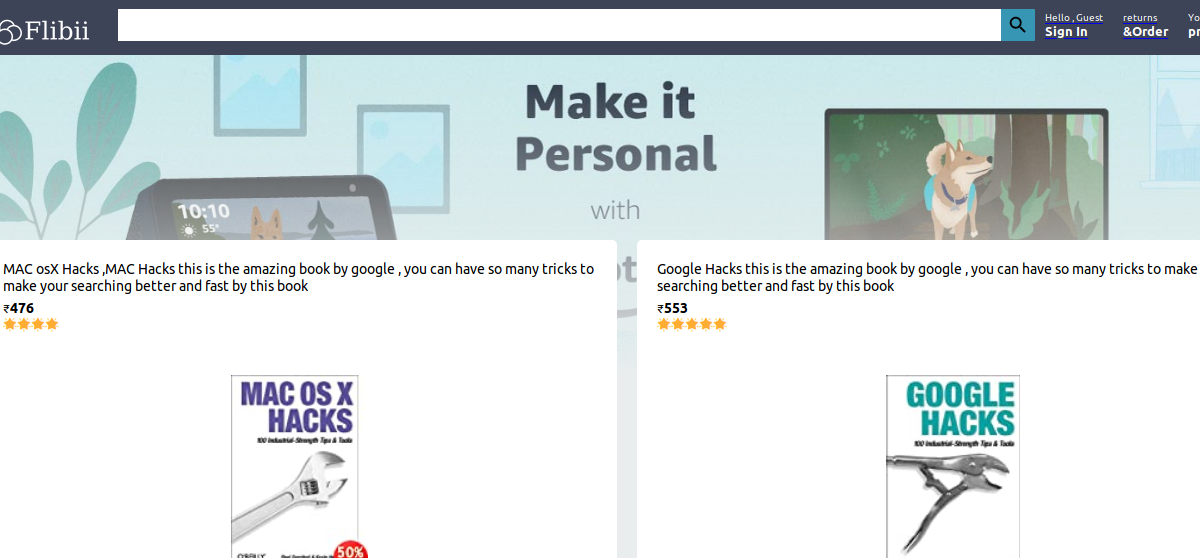 Flibii
Hello , Guest
Sign In
returns
&Order
Yo
pr
Make it
Personal
with
10:10
55°
MAC osX Hacks ,MAC Hacks this is the amazing book by google , you can have so many tricks to
make your searching better and fast by this book
₹476
MAC OS X
HACKS
100 Industrial-Strength Tips & Tools
O'REILLY
50%
Google Hacks this is the amazing book by google , you can have so many tricks to make
searching better and fast by this book
₹553
GOOGLE
HACKS
100 Industrial-Strength Tips & Tools